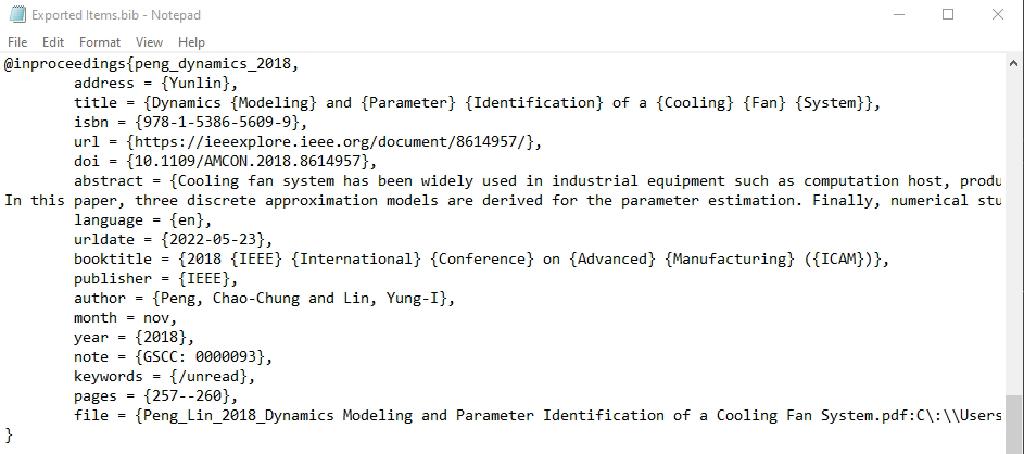 Exported Items.bib - Notepad
File Edit Format View Help
@inproceedings{peng_dynamics_2018,
address = {Yunlin},
title = {Dynamics {Modeling} and {Parameter} {Identification} of a {Cooling} {Fan} {System}},
isbn = {978-1-5386-5609-9},
url = {https://ieeexplore.ieee.org/document/8614957/},
doi = {10.1109/AMCON.2018.8614957},
abstract = {Cooling fan system has been widely used in industrial equipment such as computation host, produ
In this paper, three discrete approximation models are derived for the parameter estimation. Finally, numerical stu
language = {en},
urldate = {2022-05-23},
booktitle = {2018 {IEEE} {International} {Conference} on {Advanced} {Manufacturing} ({ICAM})},
publisher = {IEEE},
author = {Peng, Chao-Chung and Lin, Yung-I},
month = nov,
year = {2018},
note = {GSCC: 0000093},
keywords = {/unread},
pages = {257--260},
file = {Peng_Lin_2018_Dynamics Modeling and Parameter Identification of a Cooling Fan System.pdf:C\:\\Users
}